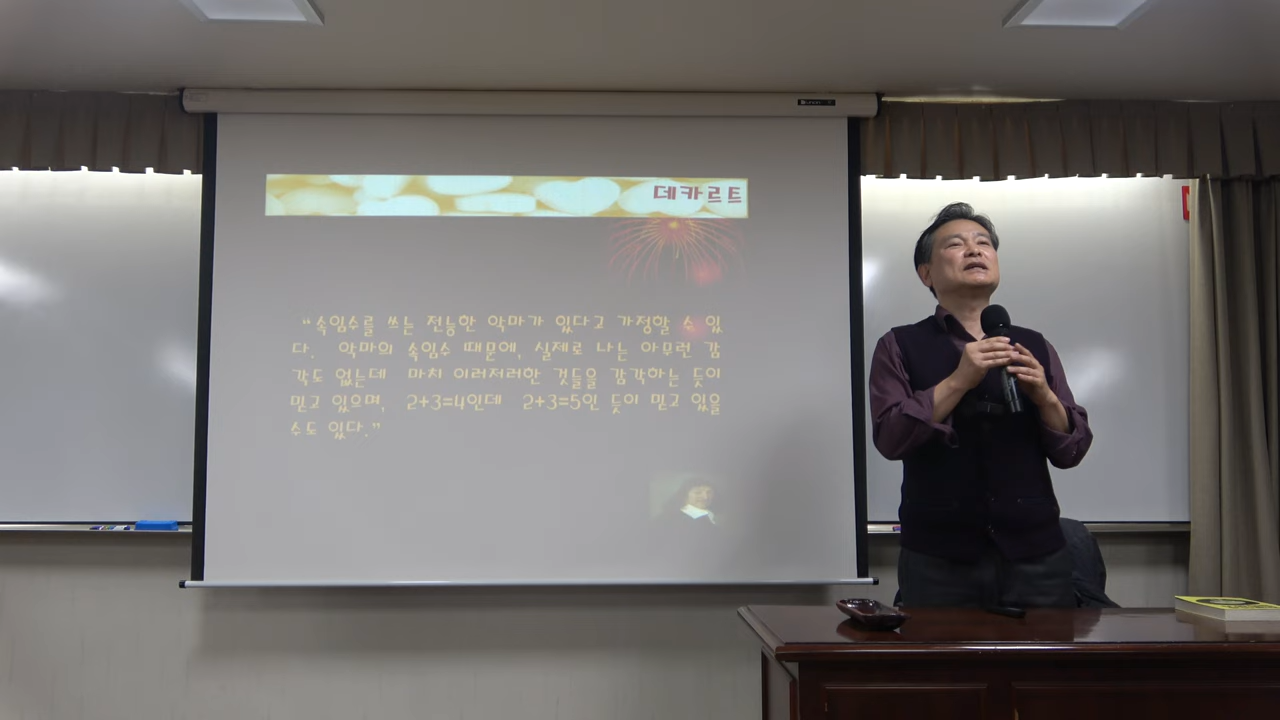 데카르트
“속임수를 쓰는 전능한 악마가 있다고 가정할 수 있
다. 악마의 속임수 때문에, 실제로 나는 아무런 감
각도 없는데 마치 이러저러한 것들을 감각하는 듯이
믿고 있으며, 2+3=4인데 2+3=5인 듯이 믿고 있을
수도 있다.”